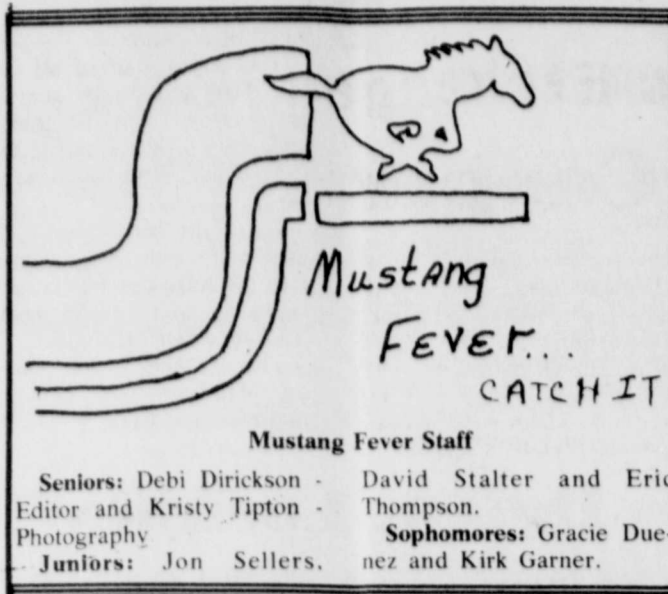 Mustang
FEVEr...
CATCH IT
Mustang Fever Staff
Seniors: Debi Dirickson -
Editor and Kristy Tipton -
Photography
Juniors: Jon Sellers,
David Stalter and Eric
Thompson.
Sophomores: Gracie Due-
nez and Kirk Garner.